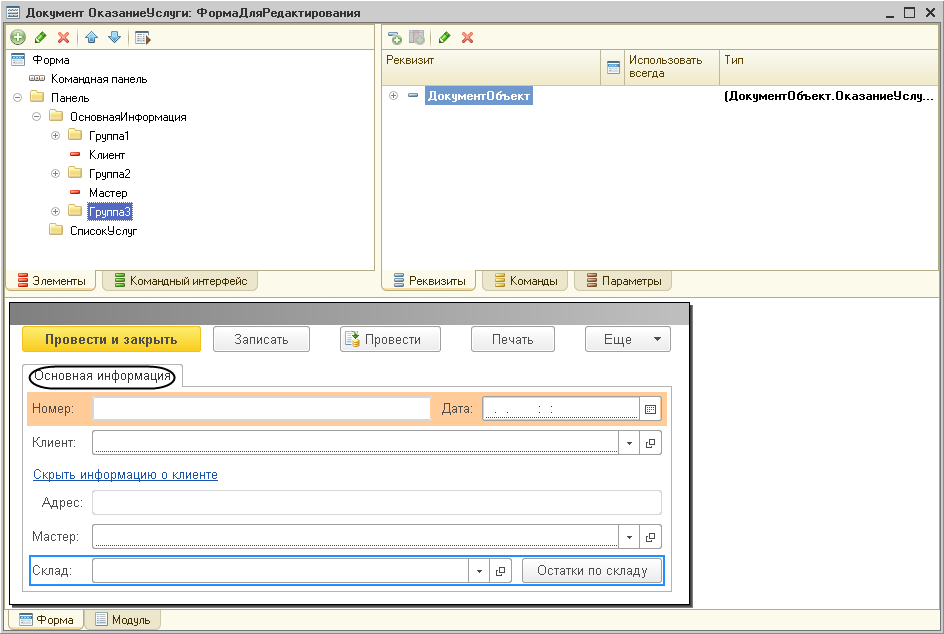 Документ ОказаниеУслуги: ФормаДляРедактирования
Форма
Командная панель
Панель
ОсновнаяИнформация
Группа1
Клиент
Группа2
Мастер
Группа3
СписокУслуг
Элементы
Командный интерфейс
Реквизит
Использовать всегда
Тип
ДокументОбъект
(ДокументОбъект.ОказаниеУслу...
Реквизиты
Команды
Параметры
Провести и закрыть
Записать
Провести
Печать
Еще
Основная информация
Номер:
Дата: . . : :
Клиент:
Скрыть информацию о клиенте
Адрес:
Мастер:
Склад:
Остатки по складу
Форма
Модуль